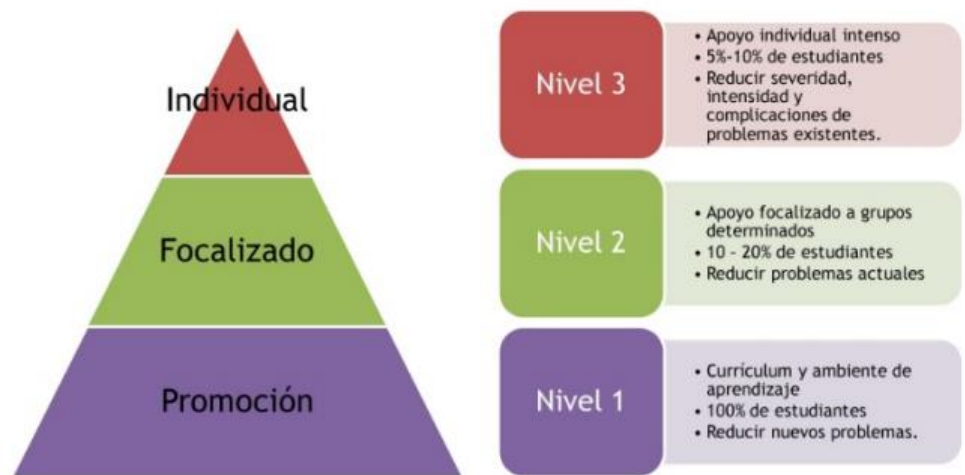 Individual
Focalizado
Promoción
Nivel 3
• Apoyo individual intenso
• 5%-10% de estudiantes
• Reducir severidad,
intensidad y
complicaciones de
problemas existentes.
Nivel 2
• Apoyo focalizado a grupos
determinados
• 10 - 20% de estudiantes
• Reducir problemas actuales
Nivel 1
• Currículum y ambiente de
aprendizaje
• 100% de estudiantes
• Reducir nuevos problemas.